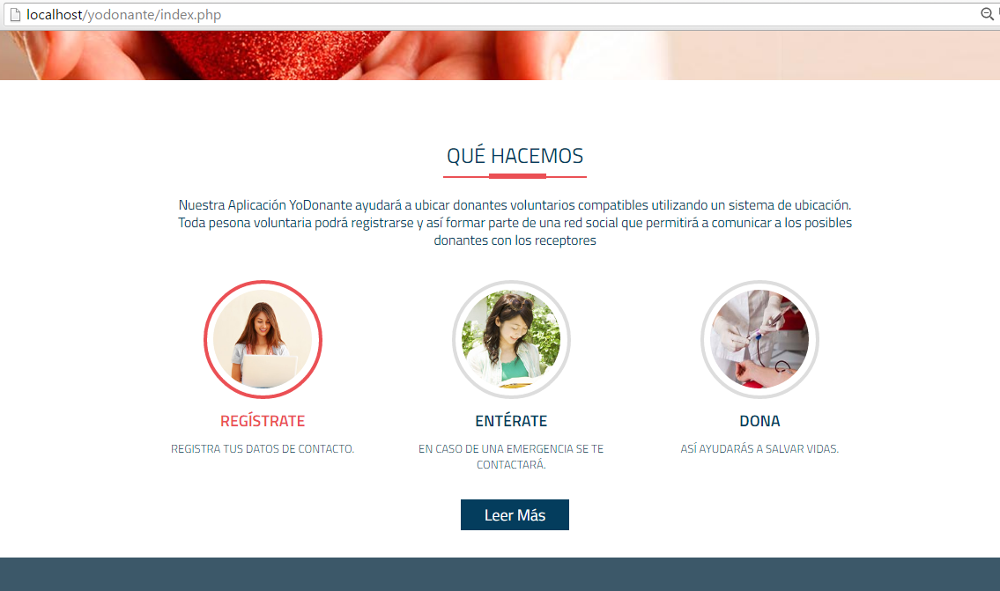 localhost/yodonante/index.php
QUÉ HACEMOS
Nuestra Aplicación YoDonante ayudará a ubicar donantes voluntarios compatibles utilizando un sistema de ubicación.
Toda pesona voluntaria podrá registrarse y así formar parte de una red social que permitirá a comunicar a los posibles
donantes con los receptores
REGÍSTRATE
REGISTRA TUS DATOS DE CONTACTO.
ENTÉRATE
EN CASO DE UNA EMERGENCIA SE TE
CONTACTARÁ.
DONA
ASÍ AYUDARÁS A SALVAR VIDAS.
Leer Más